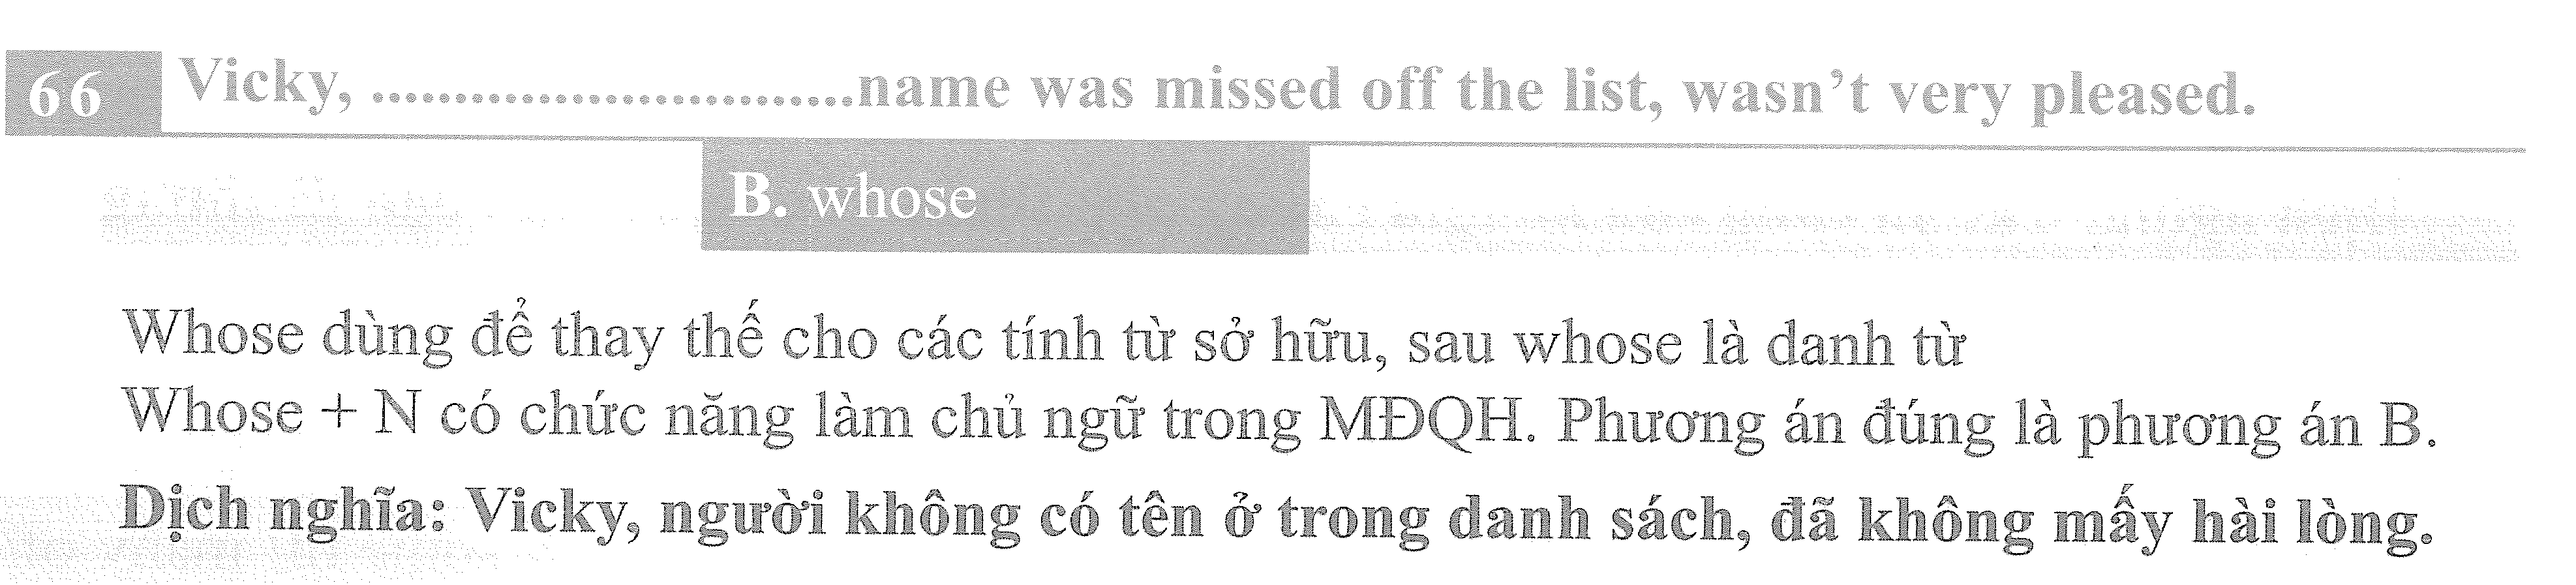 66 Vicky, ..............................name was missed off the list, wasn't very pleased.
B. whose
Whose dùng để thay thế cho các tính từ sở hữu, sau whose là danh từ
Whose + N có chức năng làm chủ ngữ trong MĐQH. Phương án đúng là phương án B.
Dịch nghĩa: Vicky, người không có tên ở trong danh sách, đã không mấy hài lòng.